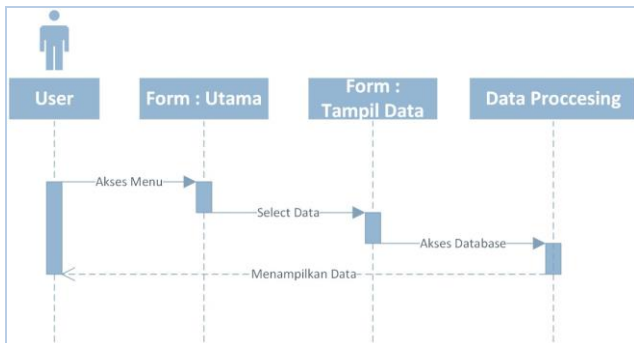 User
Form : Utama
Form :
Tampil Data
Data Proccesing
Akses Menu
Select Data
Akses Database
Menampilkan Data